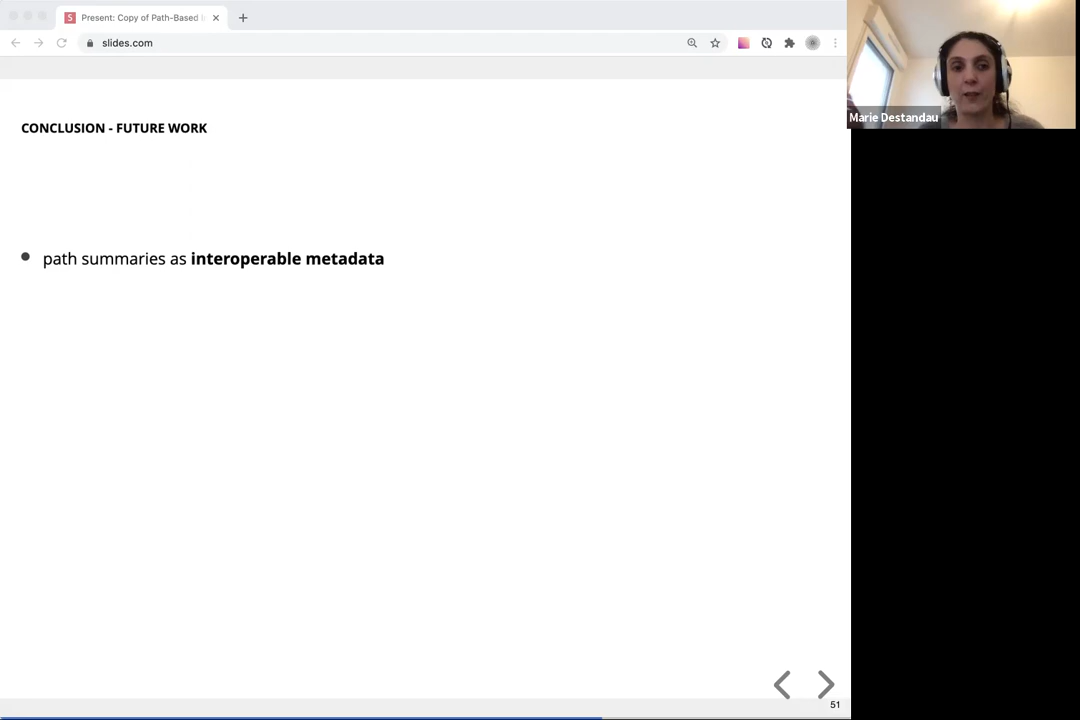 Present: Copy of Path-Based I
slides.com
Marie Destandau
CONCLUSION - FUTURE WORK
path summaries as interoperable metadata
51